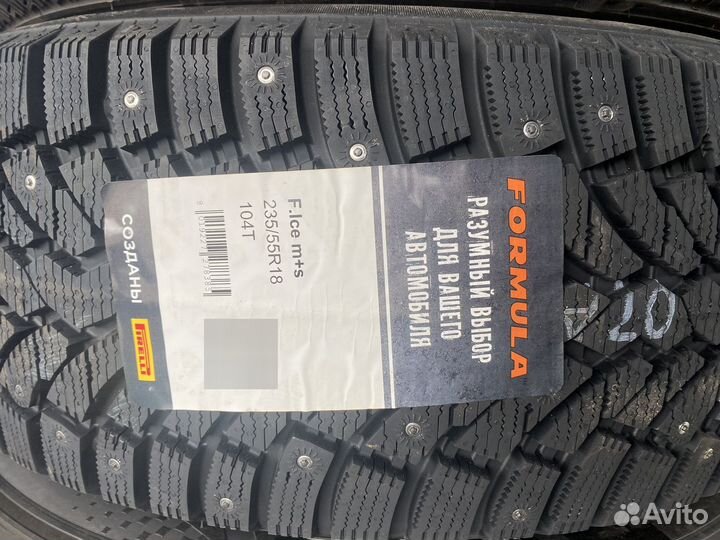 FORMULA
РАЗУМНЫЙ ВЫБОР
ДЛЯ ВАШЕГО
АВТОМОБИЛЯ
F.Ice m+s
235/55R18
104T
СОЗДАНЫ
PIRELLI
Avito